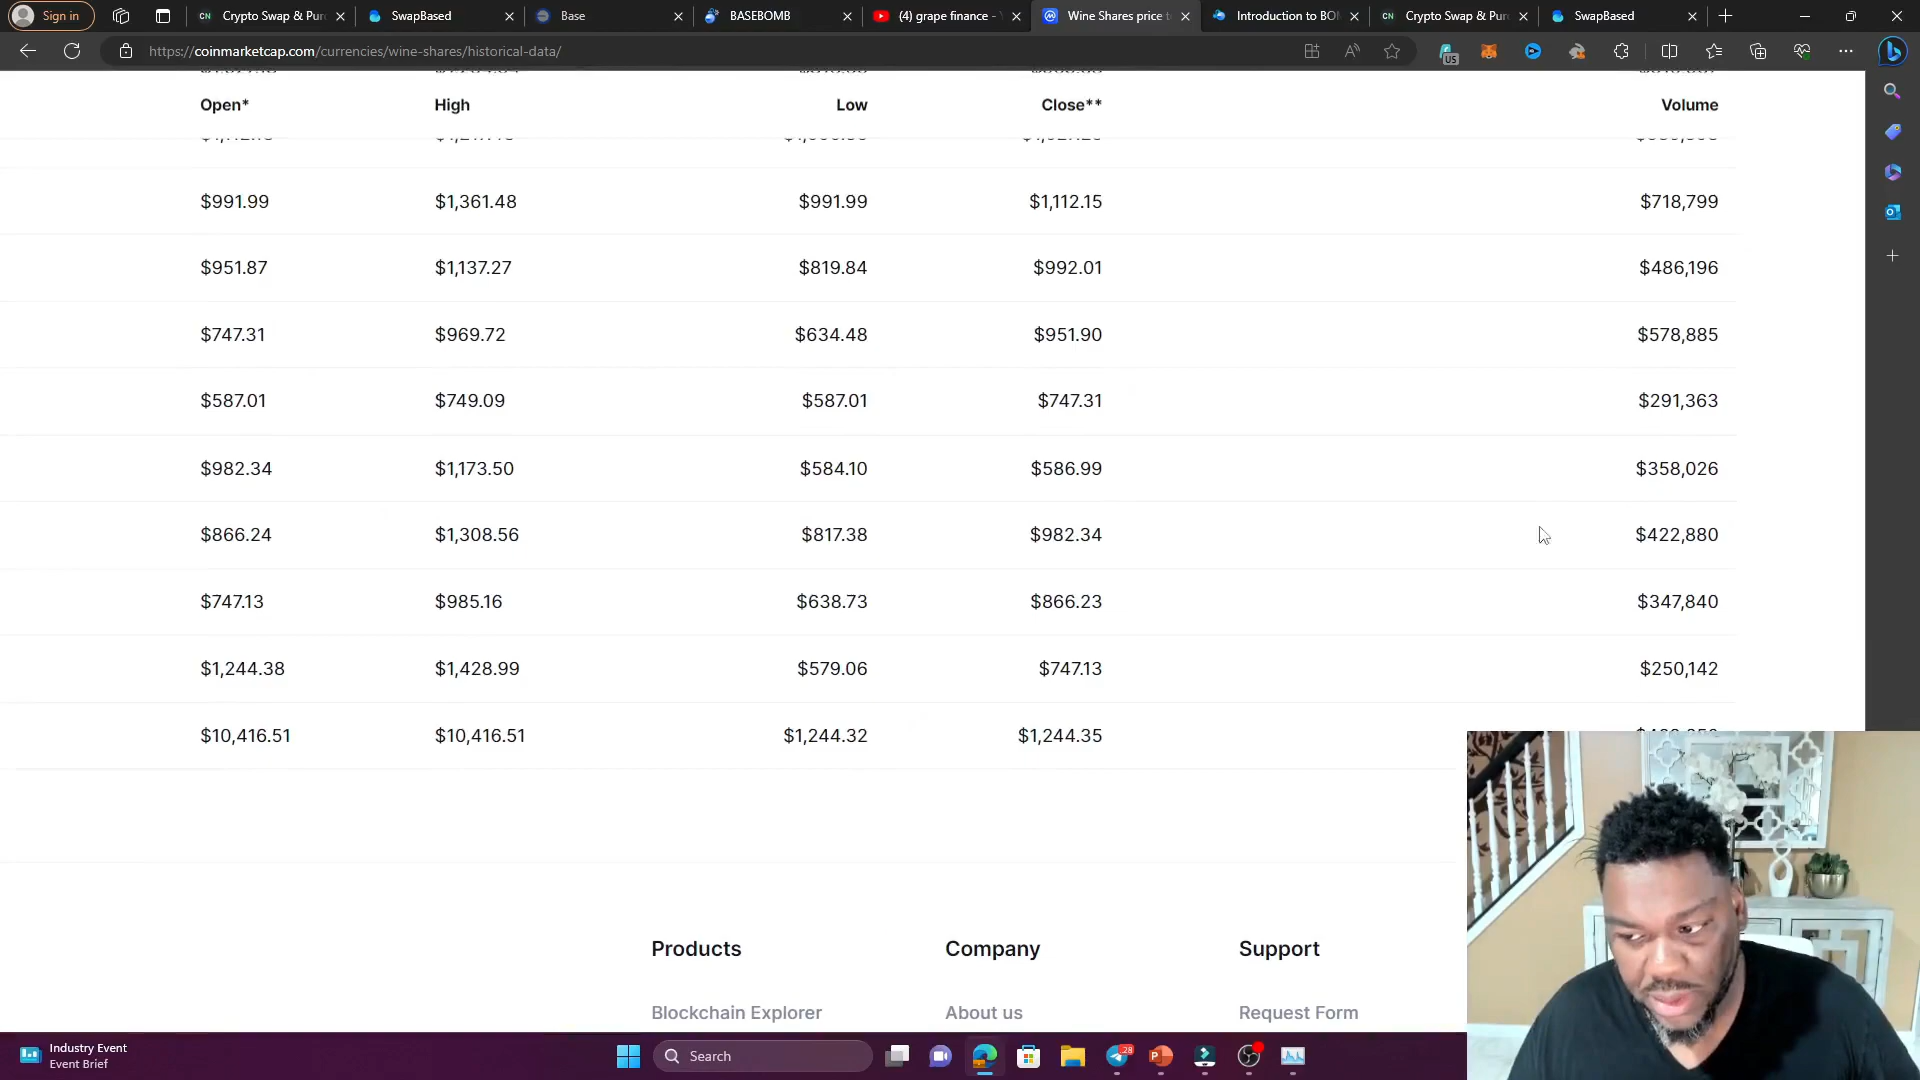 Sign in
Crypto Swap & Pur
SwapBased
Base
BASEBOMB
(4) grape finance - Y
Wine Shares price t
Introduction to BO
Crypto Swap & Pur
SwapBased
https://coinmarketcap.com/currencies/wine-shares/historical-data/
US
Open* High Low Close** Volume
$991.99 $1,361.48 $991.99 $1,112.15 $718,799
$951.87 $1,137.27 $819.84 $992.01 $486,196
$747.31 $969.72 $634.48 $951.90 $578,885
$587.01 $749.09 $587.01 $747.31 $291,363
$982.34 $1,173.50 $584.10 $586.99 $358,026
$866.24 $1,308.56 $817.38 $982.34 $422,880
$747.13 $985.16 $638.73 $866.23 $347,840
$1,244.38 $1,428.99 $579.06 $747.13 $250,142
$10,416.51 $10,416.51 $1,244.32 $1,244.35
Products Company Support
Blockchain Explorer About us Request Form
Industry Event
Event Brief
Search
28